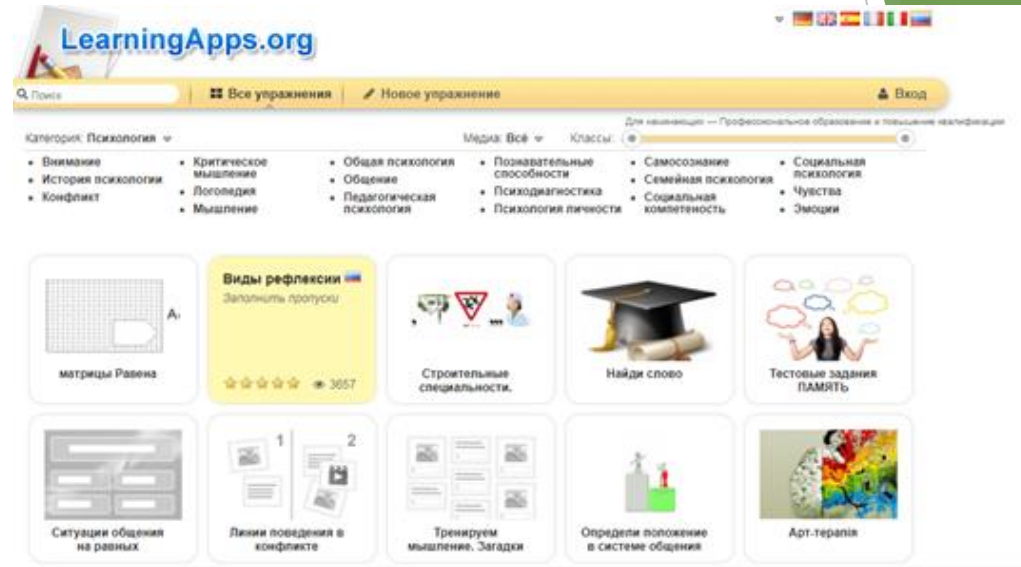 LearningApps.org
Поиск
Все упражнения
Новое упражнение
Вход
Для начинающих — Профессиональное образование и повышение квалификации
Категория: Психология
Медиа: Всё
Классы:
Внимание
История психологии
Конфликт
Критическое
мышление
Логопедия
Мышление
Общая психология
Общение
Педагогическая
психология
Познавательные
способности
Психодиагностика
Психология личности
Самосознание
Семейная психология
Социальная
компетеность
Социальная
психология
Чувства
Эмоции
A.
матрицы Равена
Виды рефлексии
Заполнить пропуски
3657
, ,,,
Строительные
специальности.
Найди слово
Тестовые задания
ПАМЯТЬ
Ситуации общения
на равных
1 2
Линии поведения в
конфликте
Тренируем
мышление. Загадки
Определи положение
в системе общения
Арт-терапія